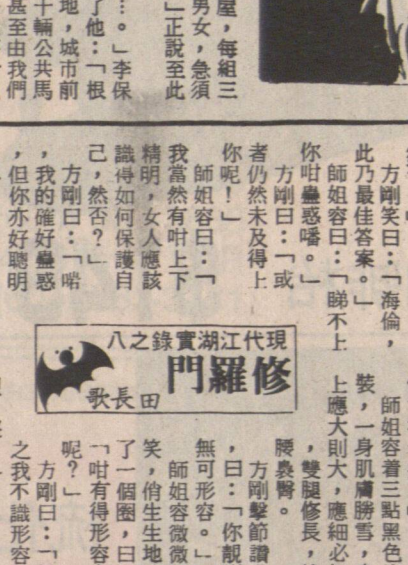 屋，每組三
男女，急須
」正說至此
…。」李保
了他：「根
地，城市前
十輛公共馬
甚至由我們
方剛笑曰：「海倫，
此乃最佳答案。」
師姐容曰：「睇不上
你咁蠱惑噃。」
方剛曰：「或
者仍然未及得上
你呢！」
師姐容曰：「
我當然有咁上下
精明，女人應該
識得如何保護自
己，然否？」
方剛曰：「啱
，我的確好蠱惑
，但你亦好聰明
現代江湖實錄之八
修羅門
田長歌
師姐容着三點黑色
裝，一身肌膚勝雪，
上應大則大，應細必
，雙腿修長，
腰裊臀。
方剛擊節讚
，曰：「你靚
無可形容。」
師姐容微微
笑，俏生生地
了一個圈，曰
「咁有得形容
呢？」
方剛曰：「
之我不識形容